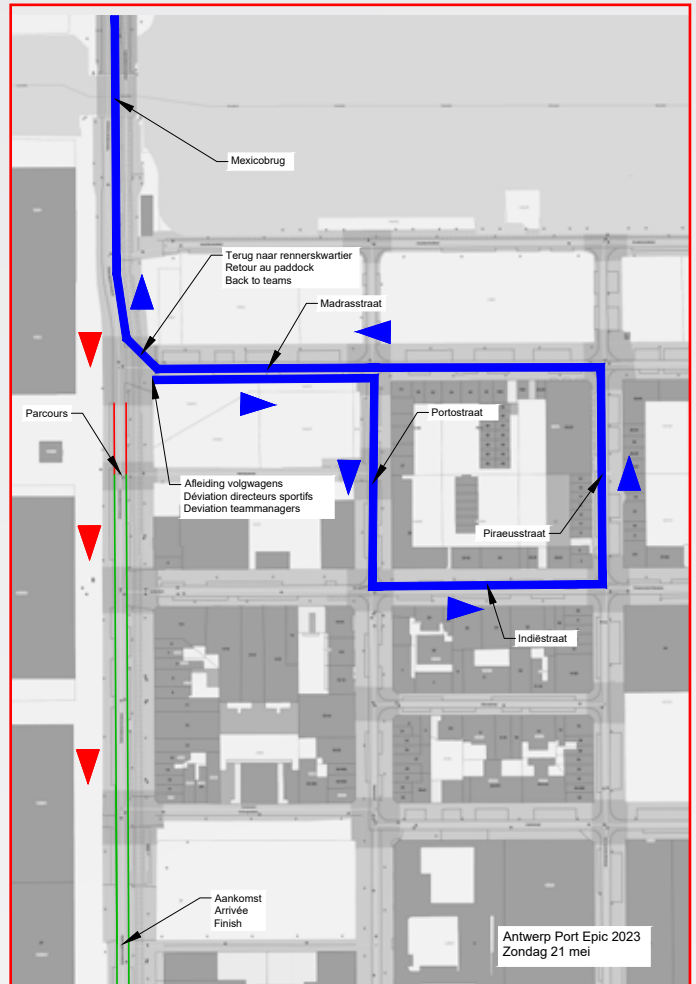 Mexicobrug
Terug naar rennerskwartier
Retour au paddock
Back to teams
Madrasstraat
Parcours
Portostraat
Afleiding volgwagens
Déviation directeurs sportifs
Deviation teammanagers
Piraeusstraat
Indiëstraat
Aankomst
Arrivée
Finish
Antwerp Port Epic 2023
Zondag 21 mei